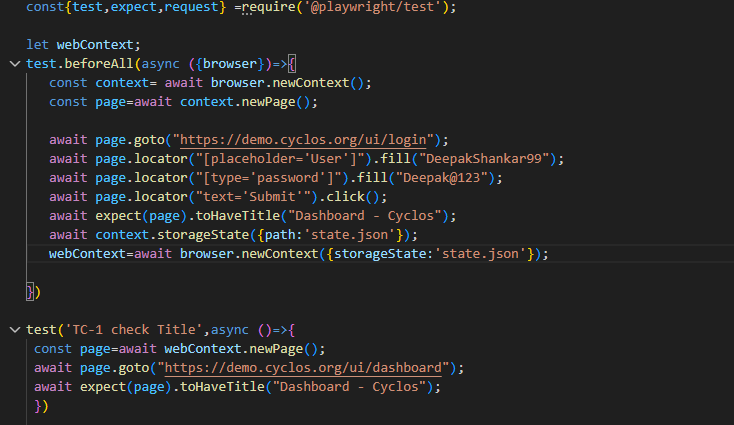 const{test,expect,request} =require('@playwright/test');
let webContext;
test.beforeAll(async ({browser})=>{
const context= await browser.newContext();
const page=await context.newPage();
await page.goto("https://demo.cyclos.org/ui/login");
await page.locator("[placeholder='User']").fill("DeepakShankar99");
await page.locator("[type='password']").fill("Deepak@123");
await page.locator("text='Submit'").click();
await expect(page).toHaveTitle("Dashboard - Cyclos");
await context.storageState({path:'state.json'});
webContext=await browser.newContext({storageState:'state.json'});
})
test('TC-1 check Title',async ()=>{
const page=await webContext.newPage();
await page.goto("https://demo.cyclos.org/ui/dashboard");
await expect(page).toHaveTitle("Dashboard - Cyclos");
})